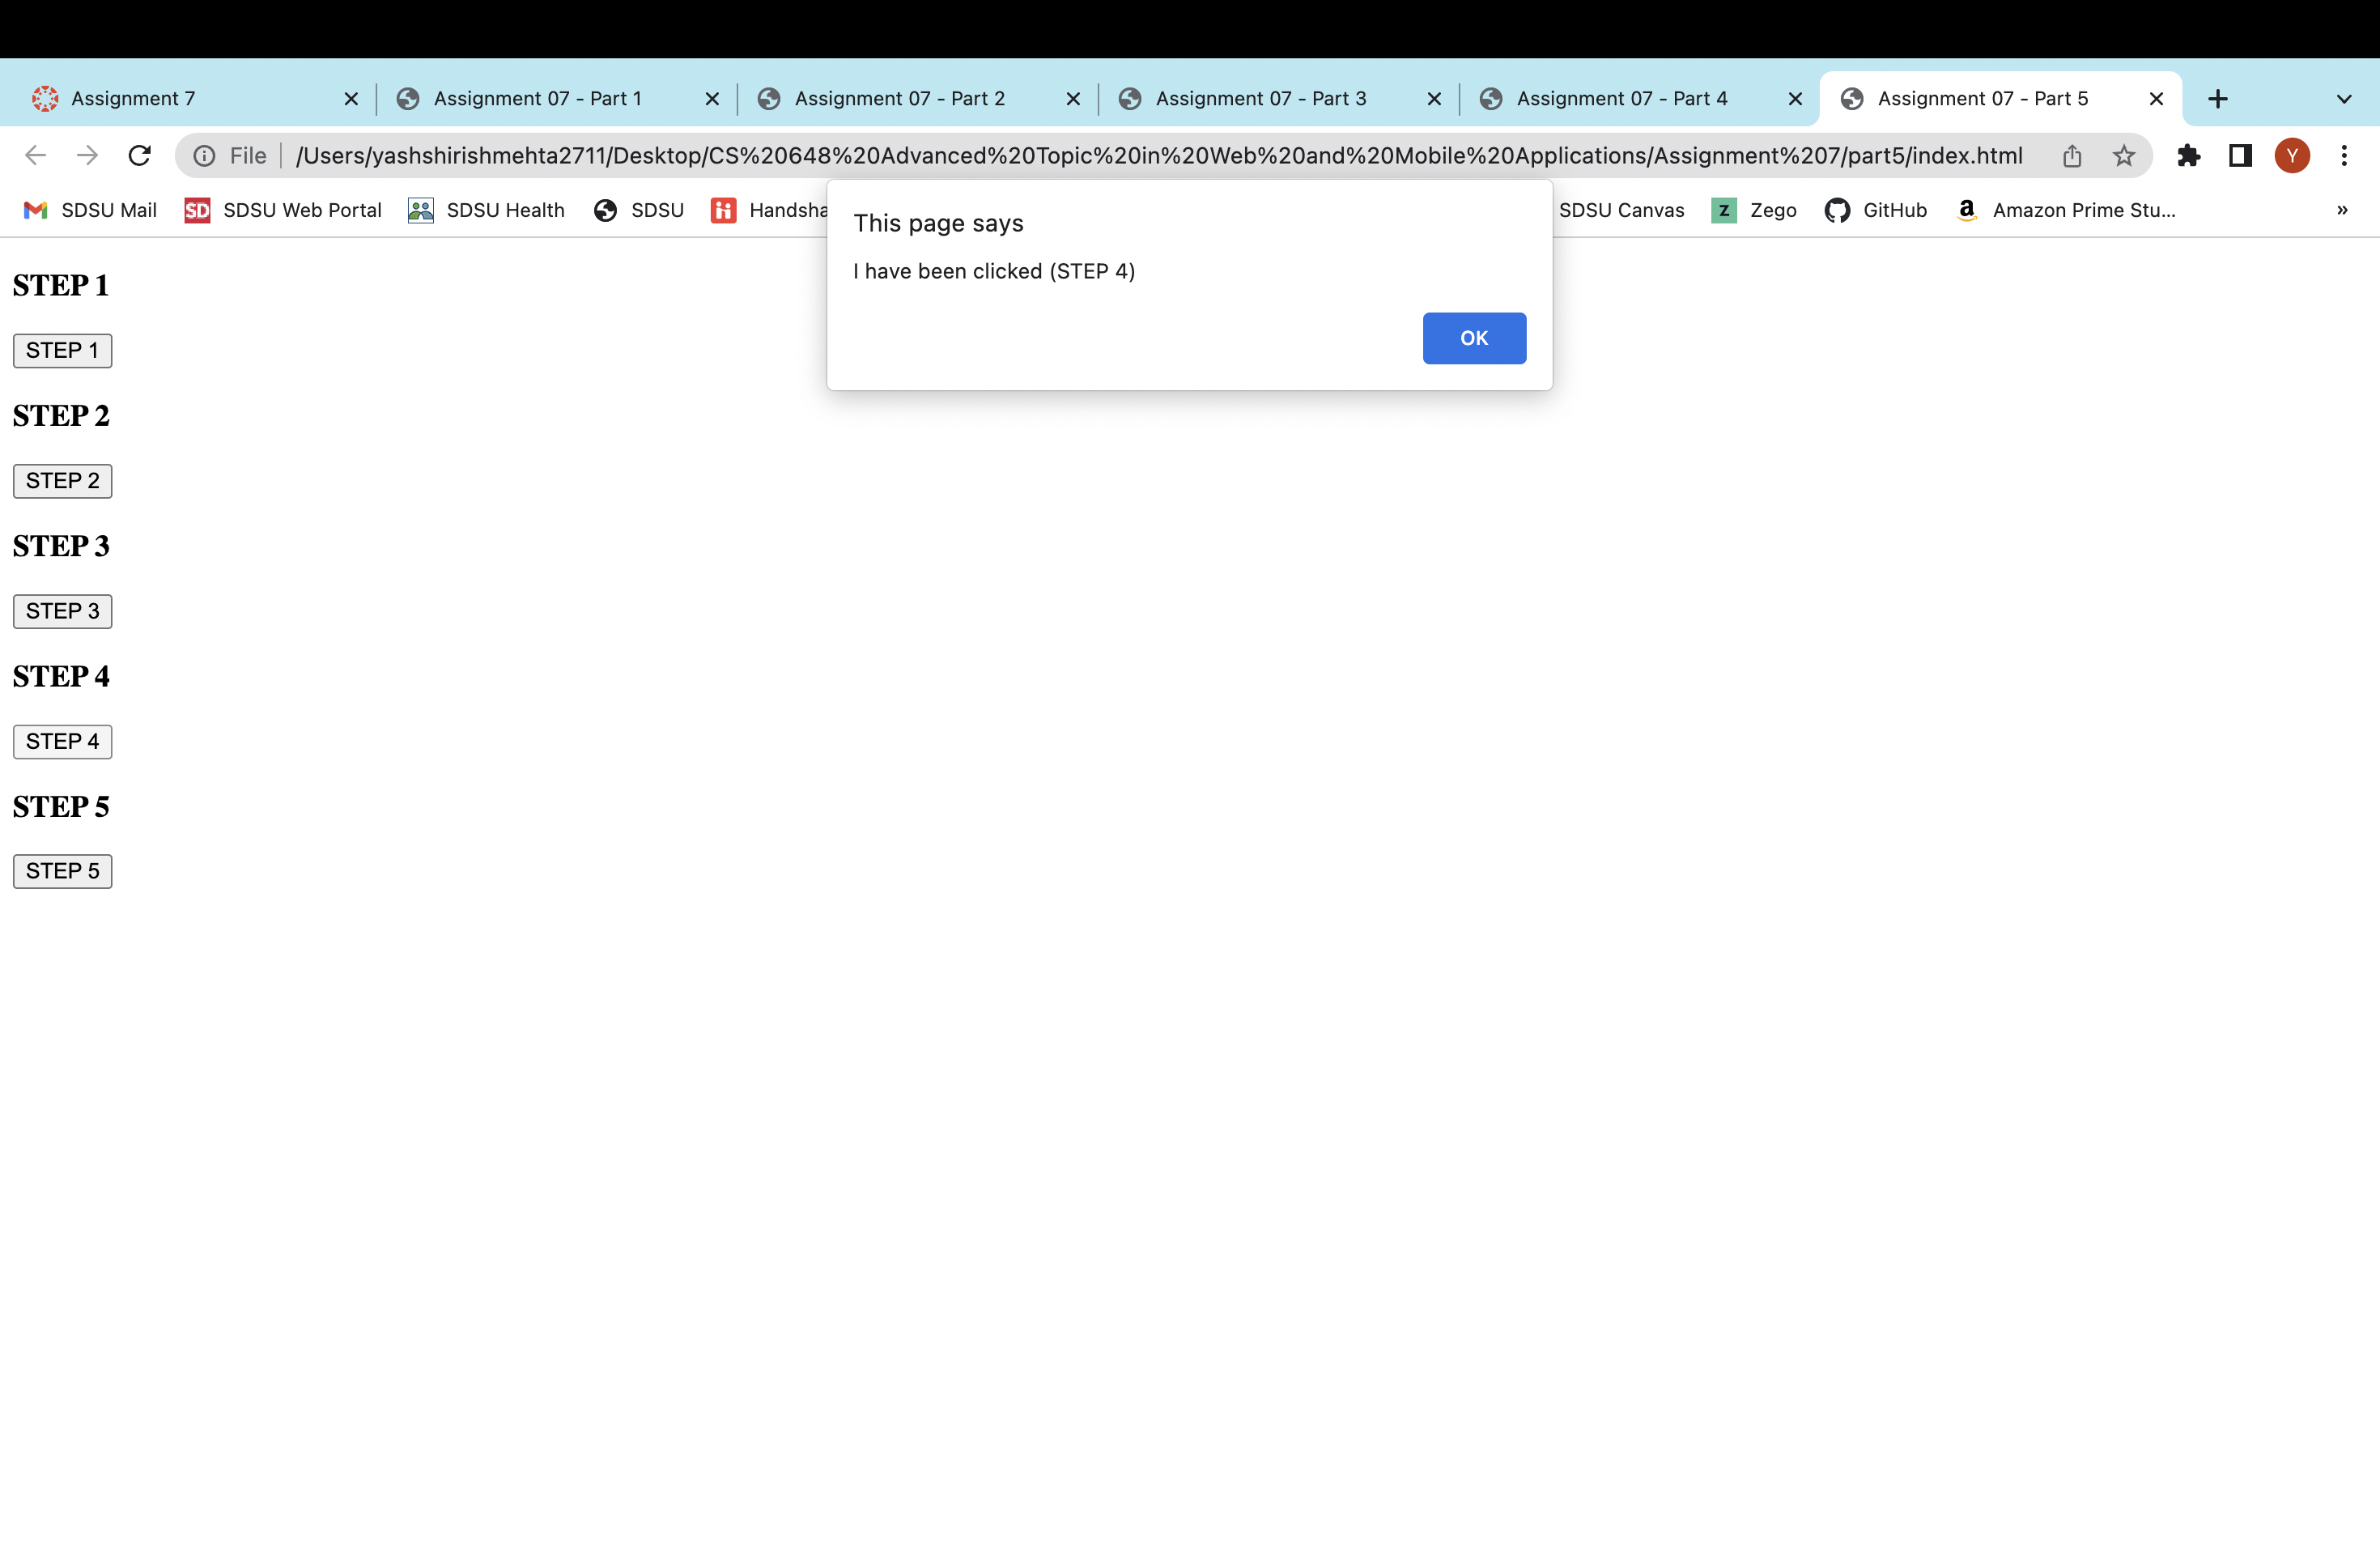 Assignment 7
Assignment 07 - Part 1
Assignment 07 - Part 2
Assignment 07 - Part 3
Assignment 07 - Part 4
Assignment 07 - Part 5
File /Users/yashshirishmehta2711/Desktop/CS%20648%20Advanced%20Topic%20in%20Web%20and%20Mobile%20Applications/Assignment%207/part5/index.html
Y
SDSU Mail
SD SDSU Web Portal
SDSU Health
SDSU
Handsha
SDSU Canvas
Z Zego
GitHub
a Amazon Prime Stu...
»
This page says
I have been clicked (STEP 4)
OK
STEP 1
STEP 1
STEP 2
STEP 2
STEP 3
STEP 3
STEP 4
STEP 4
STEP 5
STEP 5